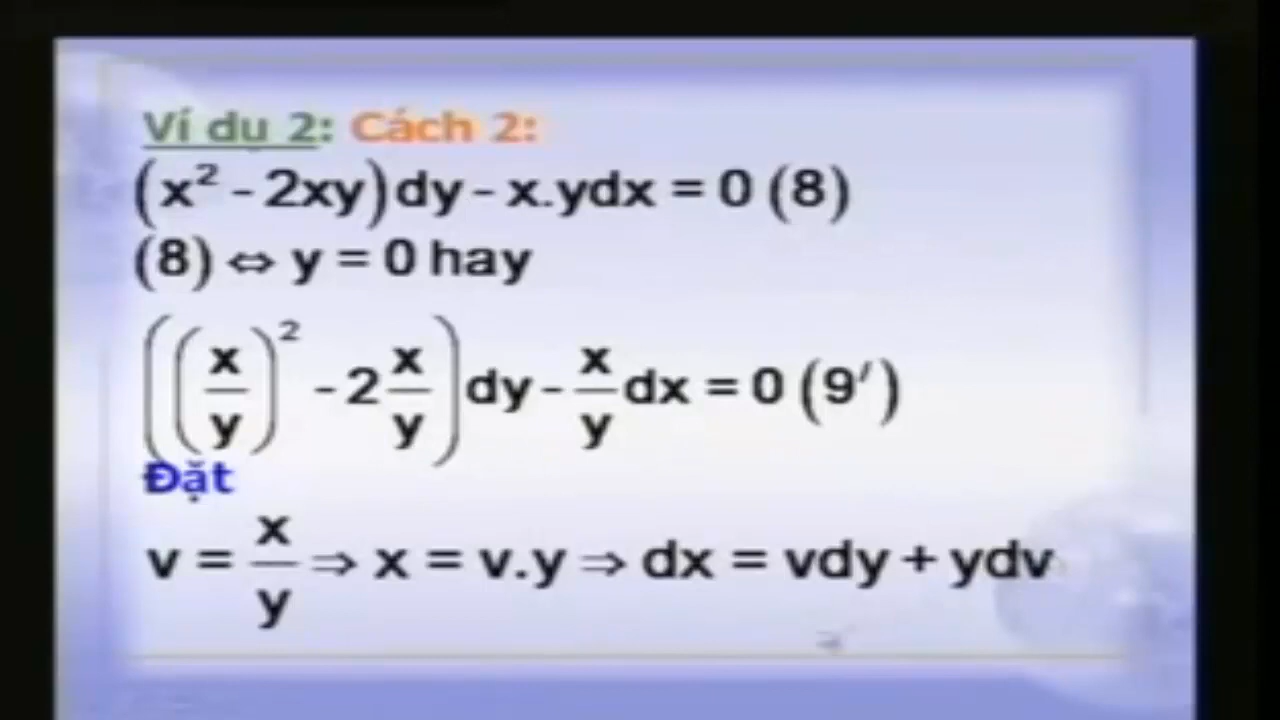 Ví dụ 2: Cách 2:
(x² - 2xy)dy - x.ydx = 0 (8)
(8) ⇔ y = 0 hay
((x/y)² - 2x/y)dy - x/y dx = 0 (9′)
Đặt
v = x/y ⇒ x = v.y ⇒ dx = vdy + ydv